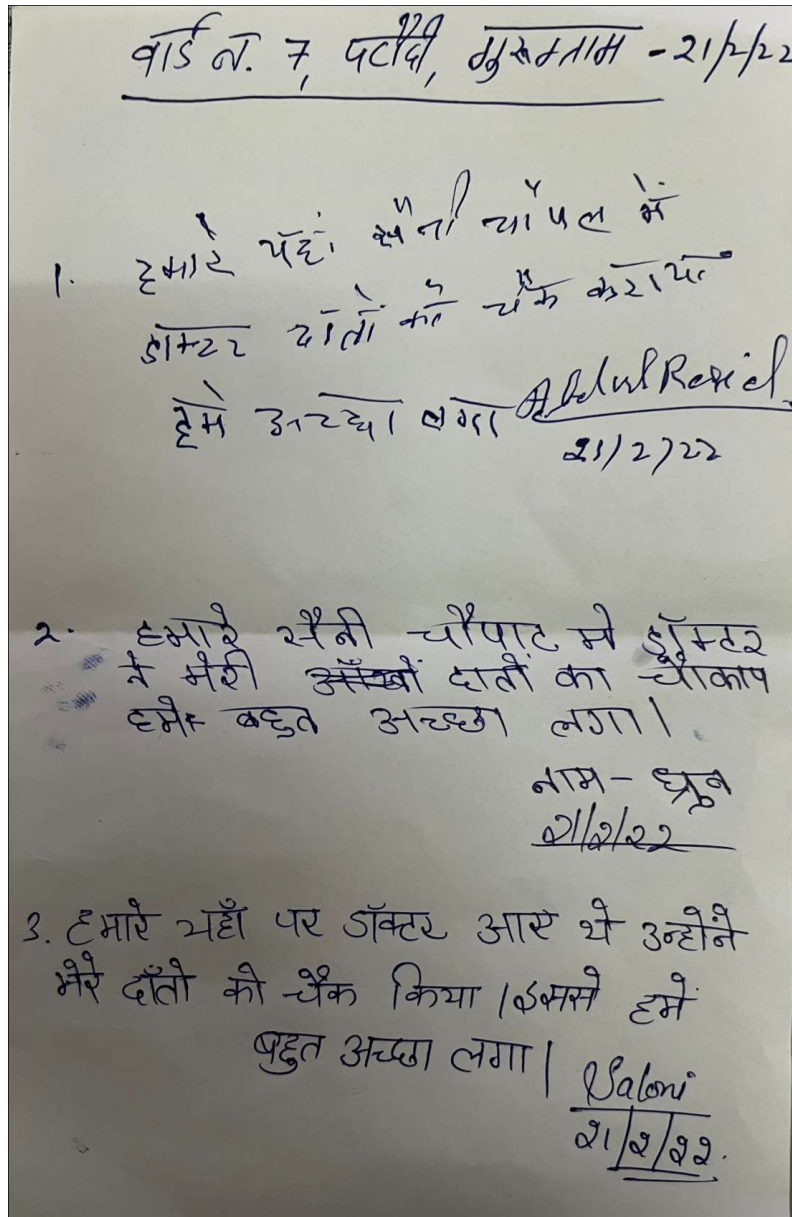 वार्ड नं. 7, पटौदी, गुरूग्राम - 21/2/22
1. हमारे यहां सैनी चौपल में
डाक्टर दांतों को चैक कराया
हमे अच्छा लगा Abdul Rasid
21/2/22
2. हमारे सैनी चौपाट मे डॉक्टर
ने मेरी आँखों दातों का चैकाप
हमे बहुत अच्छा लगा।
नाम - ध्रुव
21/2/22
3. हमारे यहाँ पर डॉक्टर आए थे उन्होंने
मेरे दाँतो को चैक किया। इससे हमें
बहुत अच्छा लगा।
Saloni
21/2/22.